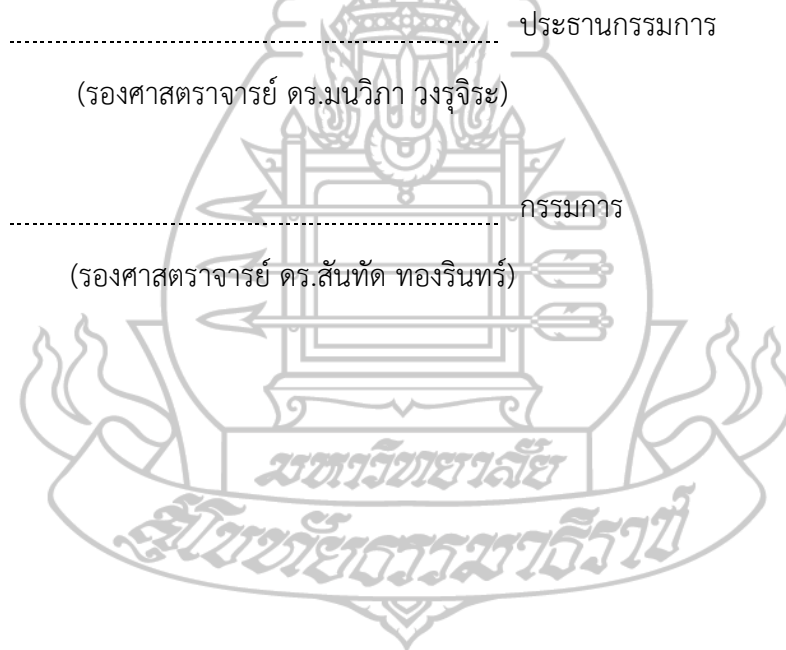 ประธานกรรมการ
(รองศาสตราจารย์ ดร.มนวิภา วงรุจิระ)
กรรมการ
(รองศาสตราจารย์ ดร.สันทัด ทองรินทร์)
มหาวิทยาลัย
สุโขทัยธรรมาธิราช